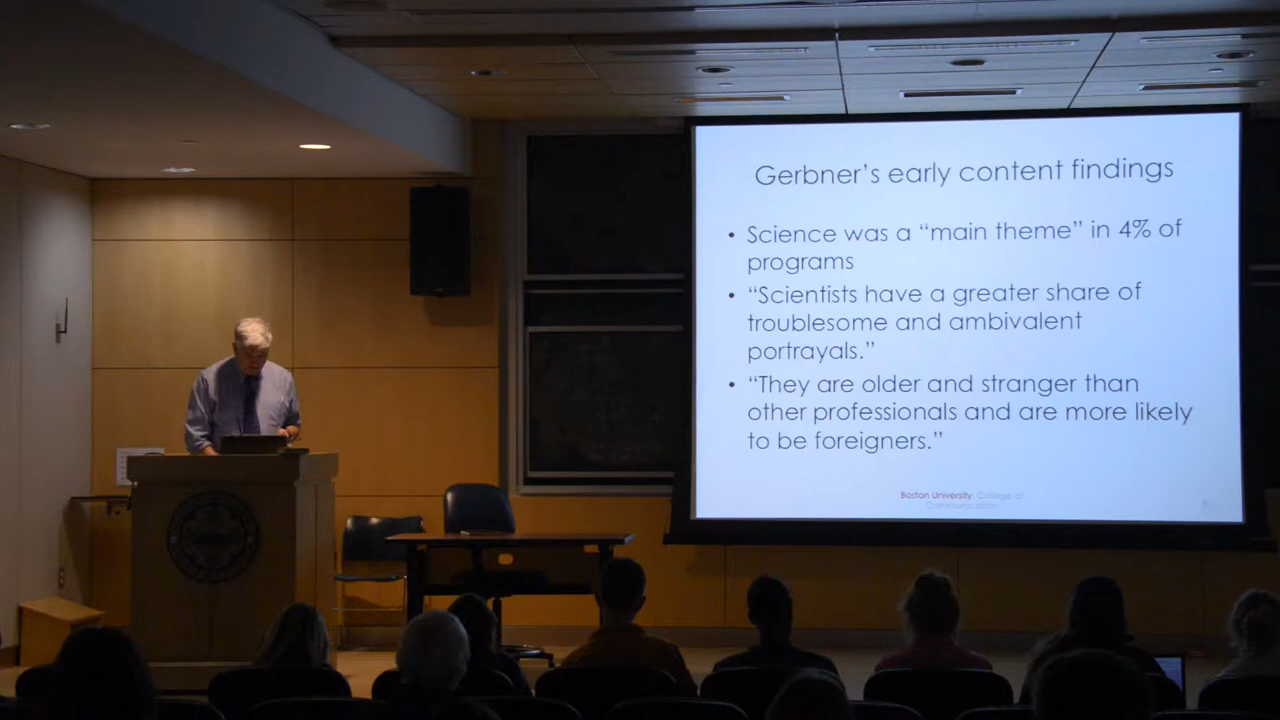 Gerbner's early content findings
• Science was a “main theme” in 4% of
programs
• “Scientists have a greater share of
troublesome and ambivalent
portrayals.”
• “They are older and stranger than
other professionals and are more likely
to be foreigners.”
Boston University College of
Communication